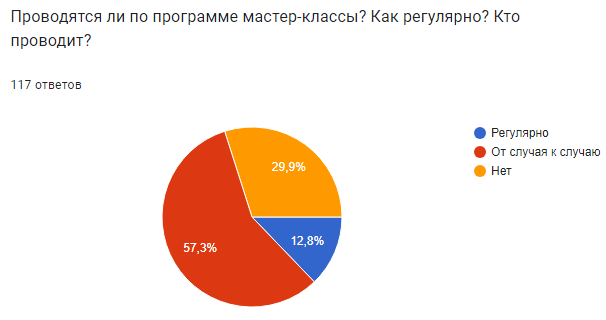 Проводятся ли по программе мастер-классы? Как регулярно? Кто
проводит?
117 ответов
Регулярно
От случая к случаю
Нет
29,9%
12,8%
57,3%